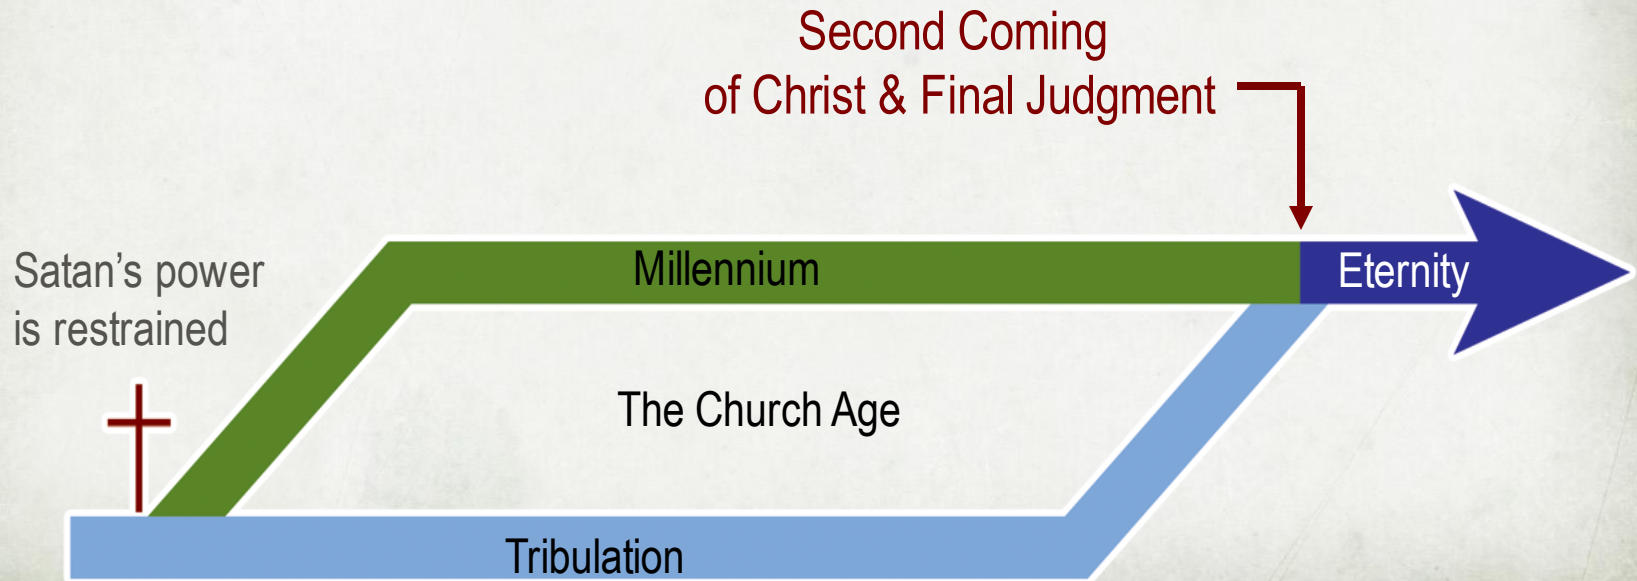 Second Coming
of Christ & Final Judgment
Satan's power
is restrained
Millennium
Eternity
The Church Age
Tribulation